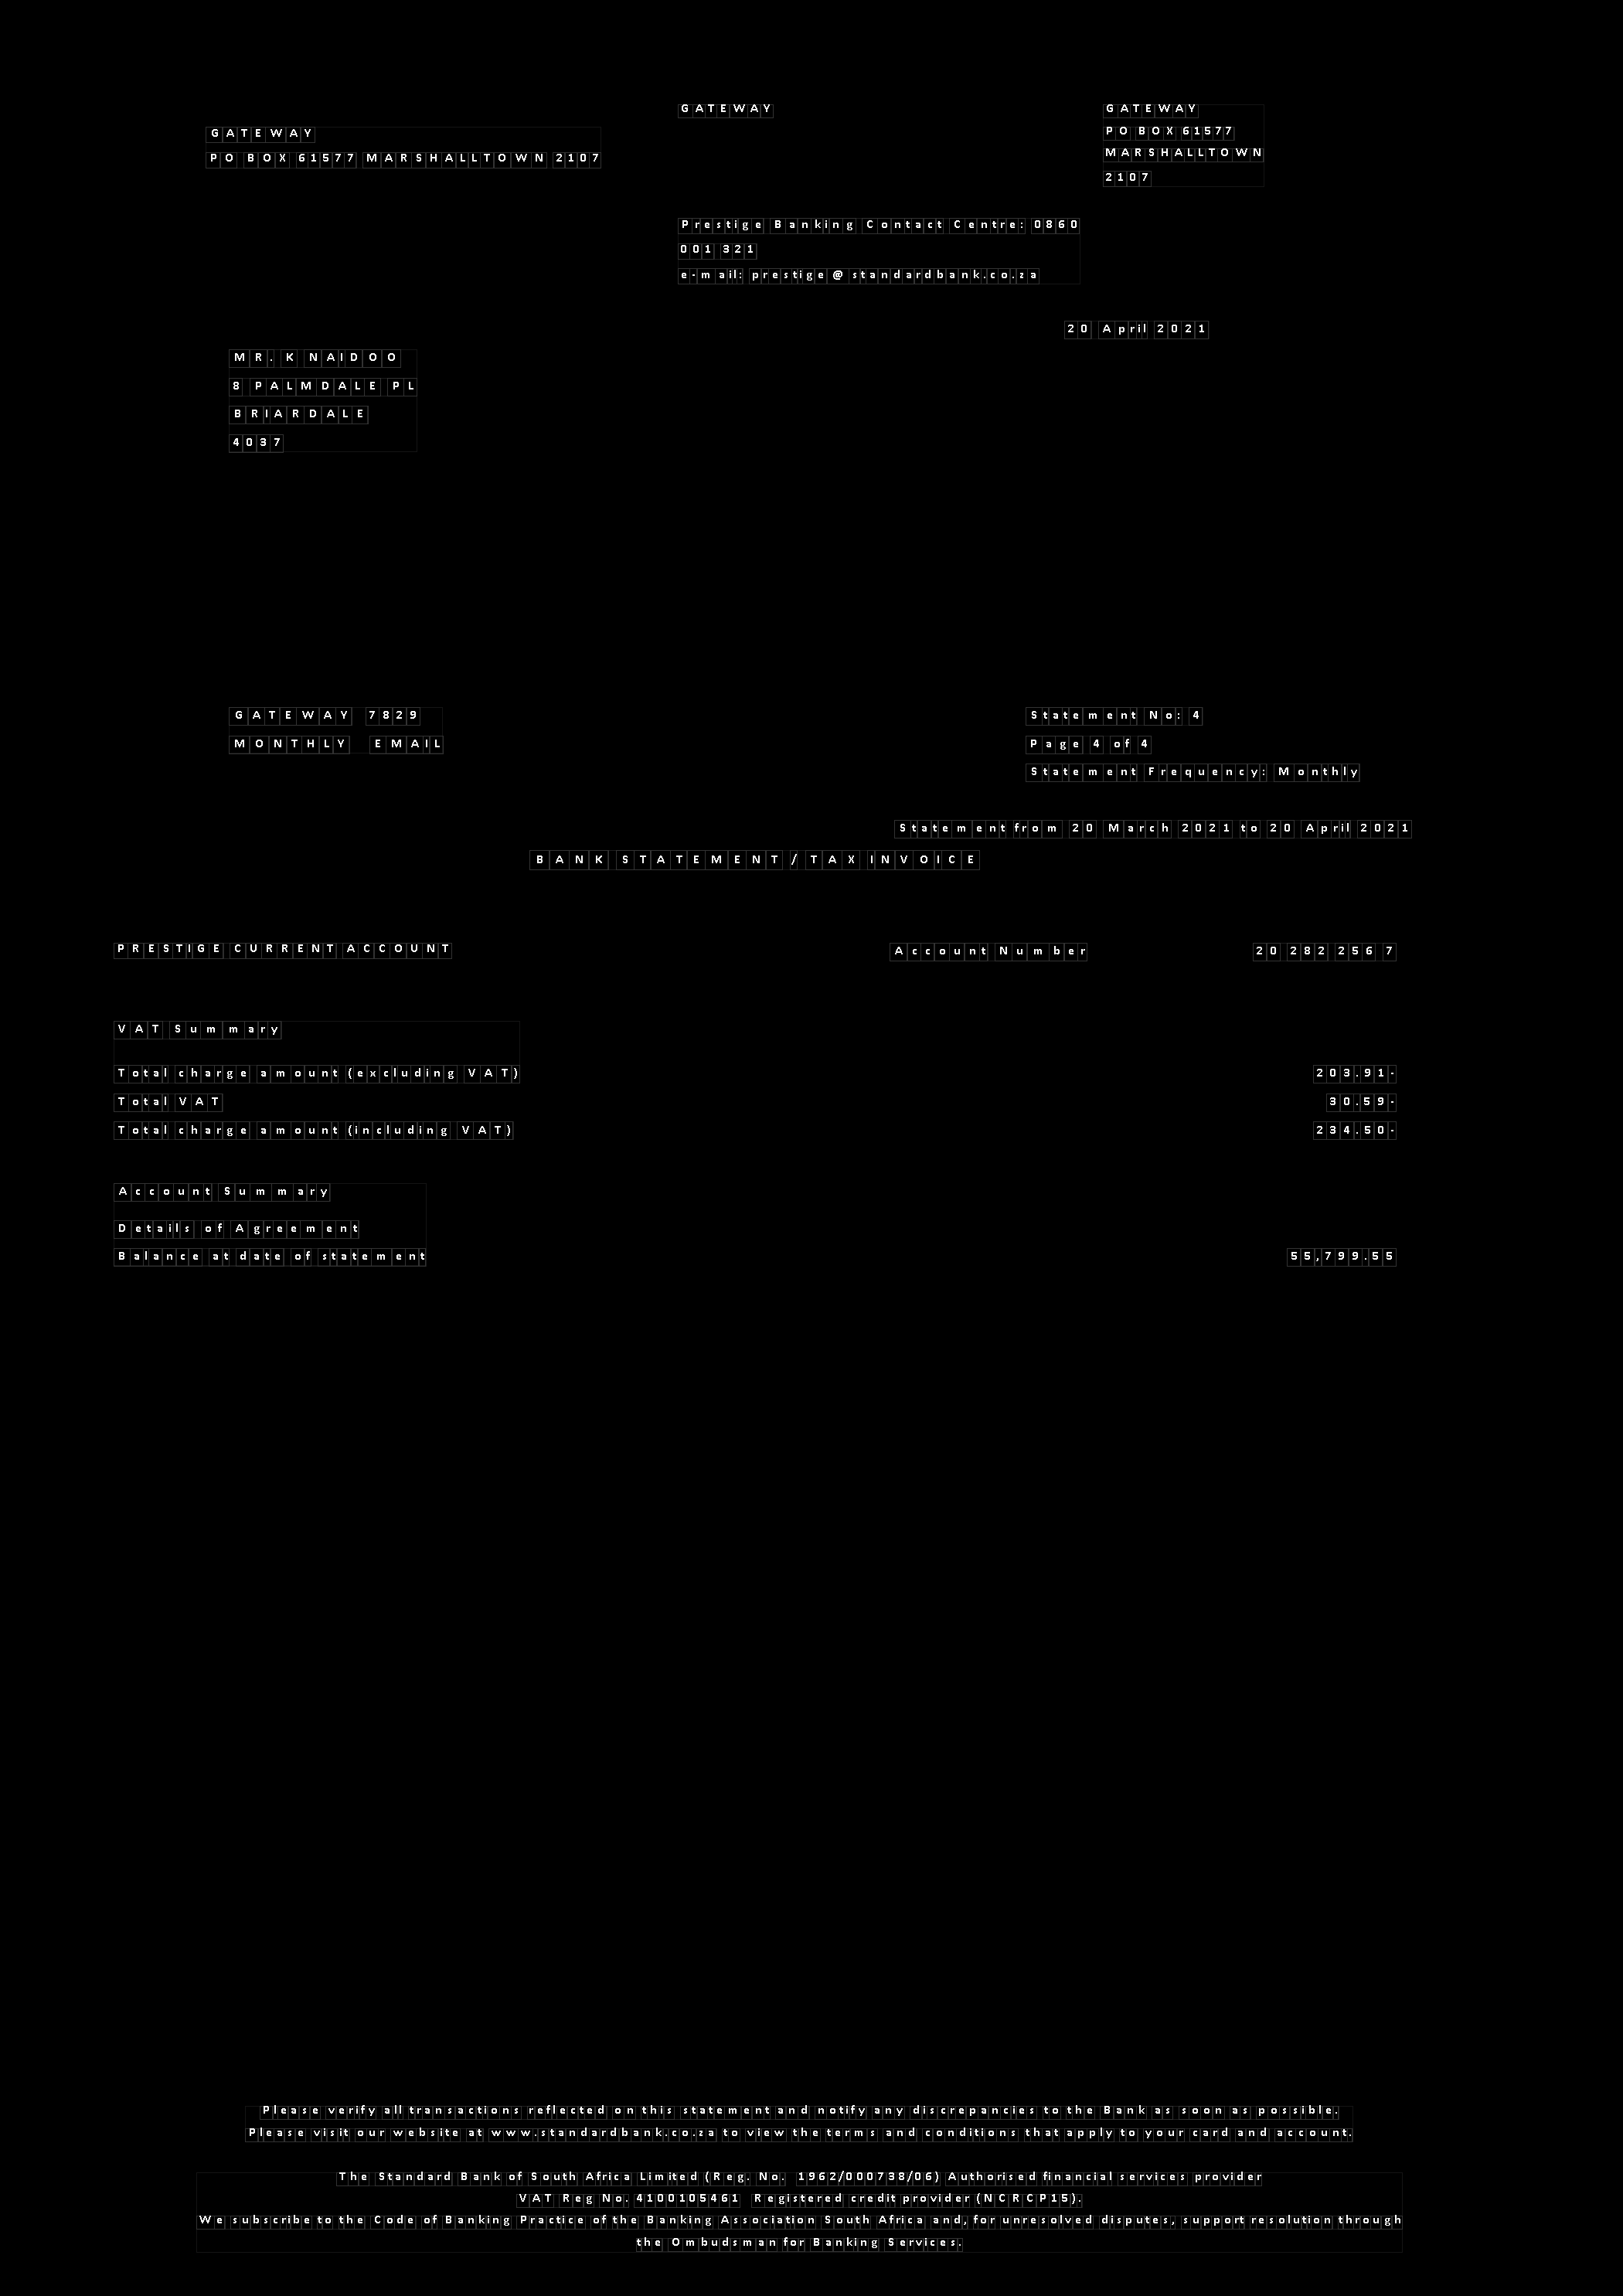 GATEWAY
PO BOX 61577 MARSHALLTOWN 2107
GATEWAY
GATEWAY
PO BOX 61577
MARSHALLTOWN
2107
Prestige Banking Contact Centre: 0860
001 321
e-mail: prestige@standardbank.co.za
20 April 2021
MR. K NAIDOO
8 PALMDALE PL
BRIARDALE
4037
GATEWAY 7829
MONTHLY EMAIL
Statement No: 4
Page 4 of 4
Statement Frequency: Monthly
Statement from 20 March 2021 to 20 April 2021
BANK STATEMENT / TAX INVOICE
PRESTIGE CURRENT ACCOUNT Account Number 20 282 256 7
VAT Summary
Total charge amount (excluding VAT) 203.91-
Total VAT 30.59-
Total charge amount (including VAT) 234.50-
Account Summary
Details of Agreement
Balance at date of statement 55,799.55
Please verify all transactions reflected on this statement and notify any discrepancies to the Bank as soon as possible.
Please visit our website at www.standardbank.co.za to view the terms and conditions that apply to your card and account.
The Standard Bank of South Africa Limited (Reg. No. 1962/000738/06) Authorised financial services provider
VAT Reg No. 4100105461 Registered credit provider (NCRCP15).
We subscribe to the Code of Banking Practice of the Banking Association South Africa and, for unresolved disputes, support resolution through
the Ombudsman for Banking Services.